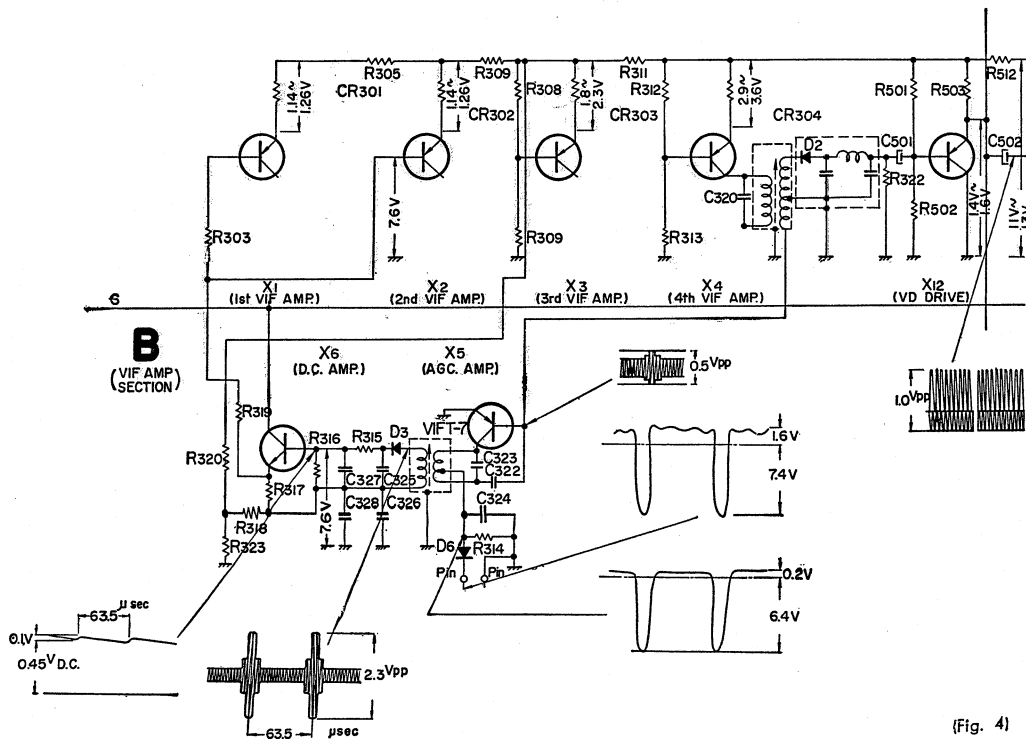 R305
R309
R311
R512
1.14~
1.26V
CR301
1.14~
1.26V
CR302
R308
1.8~
2.3V
CR303
R312
2.9~
3.6V
CR304
R501
R503
D2
C501
C502
C320
R322
7.6V
R303
R309
R313
R502
1.4V~
1.6V
X1
(1st VIF AMP.)
X2
(2nd VIF AMP.)
X3
(3rd VIF AMP.)
X4
(4th VIF AMP.)
X12
(VD DRIVE)
6
B
(VIF AMP
SECTION)
X6
(D.C. AMP.)
X5
(AGC. AMP.)
0.5Vpp
1.0Vpp
R319
VIFT-7
R316
R315
D3
R320
C323
C322
1.6V
7.4V
R317
C327
C325
C324
R318
7.6V
C328
C326
R323
D6
R314
Pin
Pin
0.2V
6.4V
μsec
63.5
0.1V
0.45V D.C.
2.3Vpp
63.5
μsec
(Fig. 4)